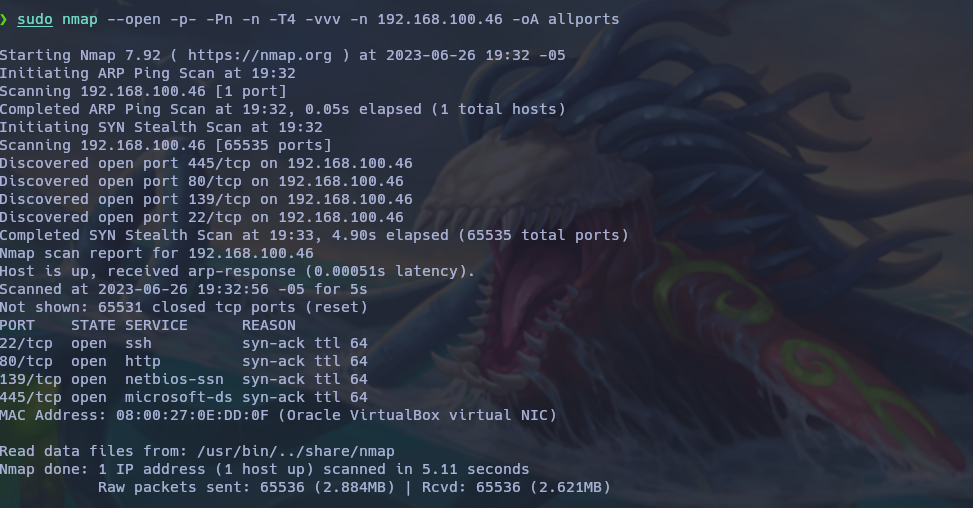 ❯ sudo nmap --open -p- -Pn -n -T4 -vvv -n 192.168.100.46 -oA allports
Starting Nmap 7.92 ( https://nmap.org ) at 2023-06-26 19:32 -05
Initiating ARP Ping Scan at 19:32
Scanning 192.168.100.46 [1 port]
Completed ARP Ping Scan at 19:32, 0.05s elapsed (1 total hosts)
Initiating SYN Stealth Scan at 19:32
Scanning 192.168.100.46 [65535 ports]
Discovered open port 445/tcp on 192.168.100.46
Discovered open port 80/tcp on 192.168.100.46
Discovered open port 139/tcp on 192.168.100.46
Discovered open port 22/tcp on 192.168.100.46
Completed SYN Stealth Scan at 19:33, 4.90s elapsed (65535 total ports)
Nmap scan report for 192.168.100.46
Host is up, received arp-response (0.00051s latency).
Scanned at 2023-06-26 19:32:56 -05 for 5s
Not shown: 65531 closed tcp ports (reset)
PORT    STATE SERVICE      REASON
22/tcp  open  ssh          syn-ack ttl 64
80/tcp  open  http         syn-ack ttl 64
139/tcp open  netbios-ssn  syn-ack ttl 64
445/tcp open  microsoft-ds syn-ack ttl 64
MAC Address: 08:00:27:0E:DD:0F (Oracle VirtualBox virtual NIC)
Read data files from: /usr/bin/../share/nmap
Nmap done: 1 IP address (1 host up) scanned in 5.11 seconds
           Raw packets sent: 65536 (2.884MB) | Rcvd: 65536 (2.621MB)